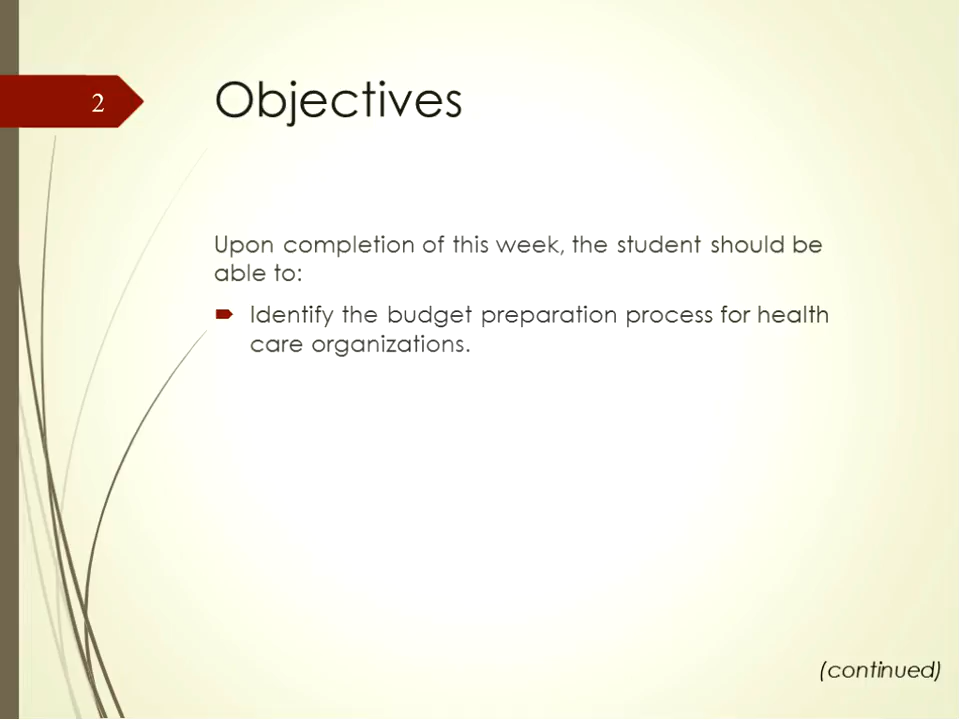 2
Objectives
Upon completion of this week, the student should be
able to:
Identify the budget preparation process for health
care organizations.
(continued)